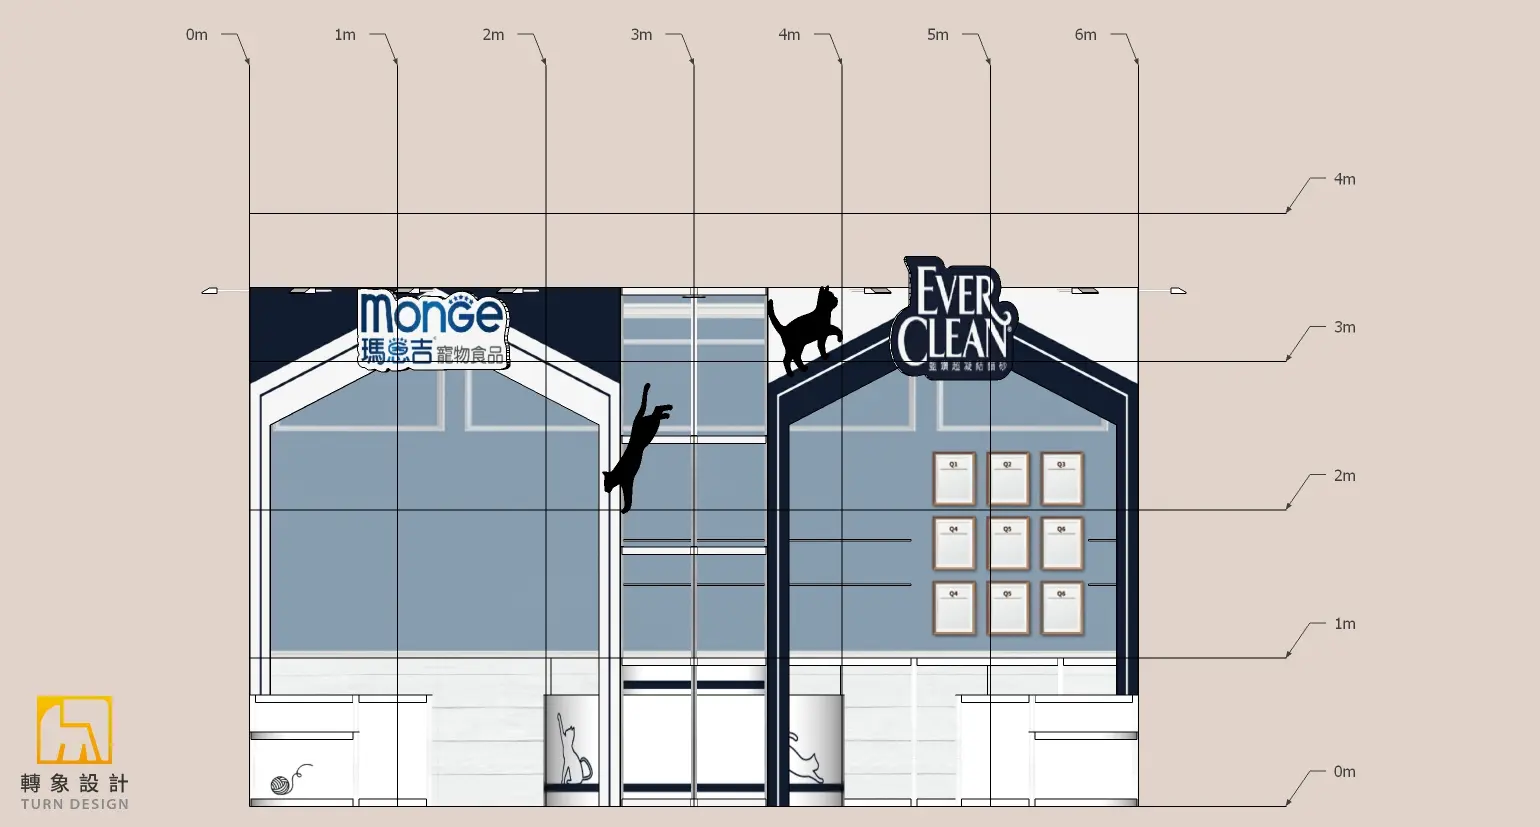 0m 1m 2m 3m 4m 5m 6m
4m
3m
2m
1m
0m
monge
瑪恩吉 寵物食品
EVER
CLEAN
Q1 Q2 Q3
Q4 Q5 Q6
Q4 Q5 Q6
轉象設計
TURN DESIGN